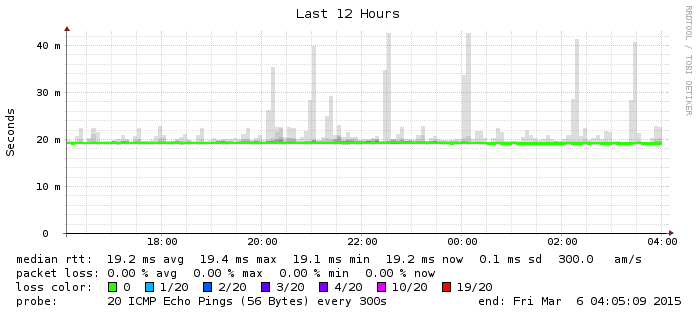 Last 12 Hours
RRDTOOL / TOBI OETIKER
Seconds
40 m
30 m
20 m
10 m
0
18:00 20:00 22:00 00:00 02:00 04:00
median rtt: 19.2 ms avg 19.4 ms max 19.1 ms min 19.2 ms now 0.1 ms sd 300.0 am/s
packet loss: 0.00 % avg 0.00 % max 0.00 % min 0.00 % now
loss color: 0 1/20 2/20 3/20 4/20 10/20 19/20
probe: 20 ICMP Echo Pings (56 Bytes) every 300s end: Fri Mar 6 04:05:09 2015